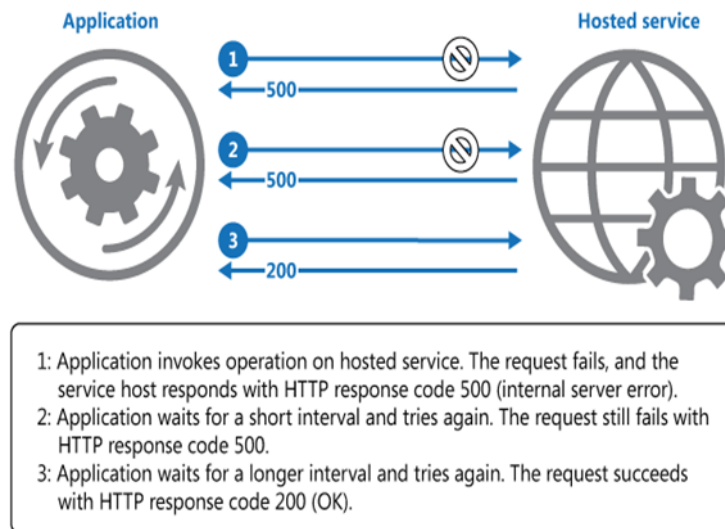 Application
Hosted service
1
500
2
500
3
200
1: Application invokes operation on hosted service. The request fails, and the
service host responds with HTTP response code 500 (internal server error).
2: Application waits for a short interval and tries again. The request still fails with
HTTP response code 500.
3: Application waits for a longer interval and tries again. The request succeeds
with HTTP response code 200 (OK).